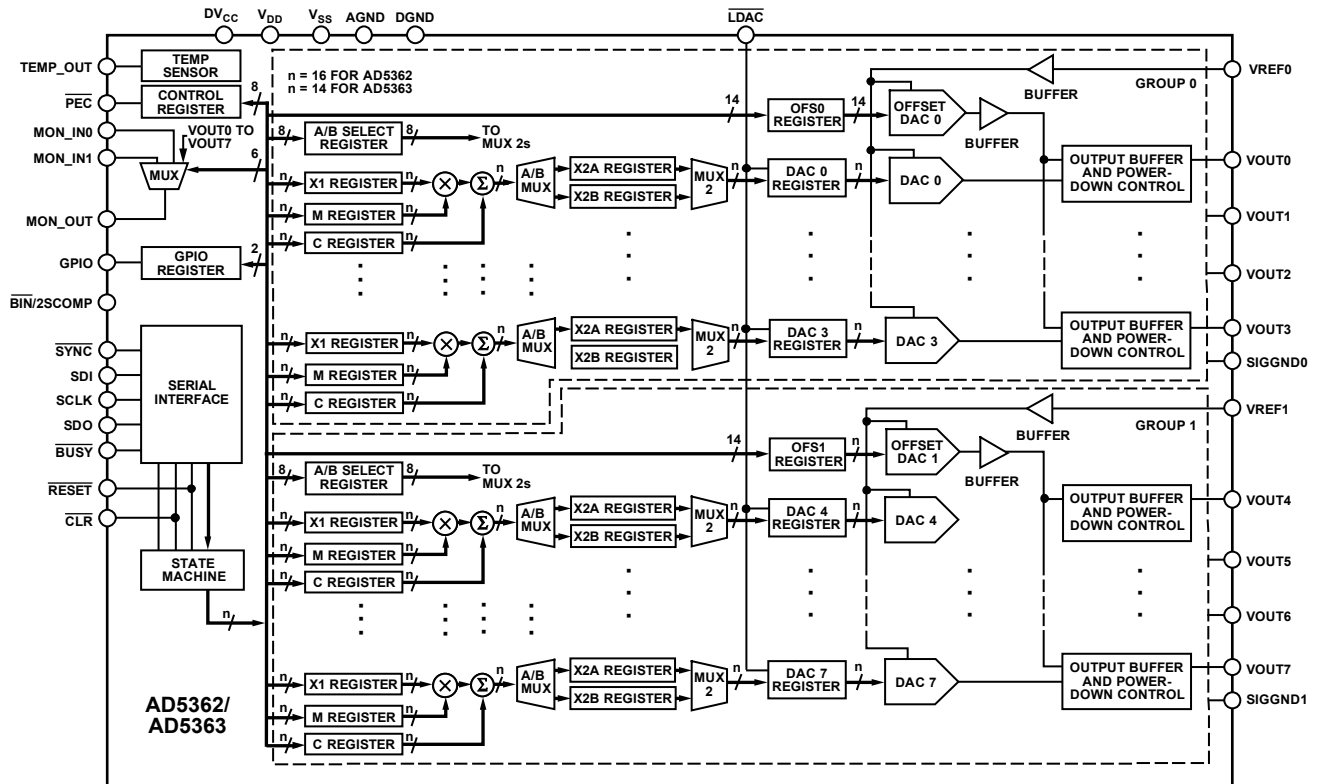 DVCC VDD VSS AGND DGND LDAC
TEMP_OUT
PEC
MON_IN0
MON_IN1
MON_OUT
GPIO
BIN/2SCOMP
SYNC
SDI
SCLK
SDO
BUSY
RESET
CLR
TEMP
SENSOR
CONTROL
REGISTER
8
VOUT0 TO
VOUT7
MUX
6
GPIO
REGISTER
2
SERIAL
INTERFACE
STATE
MACHINE
n
AD5362/
AD5363
n = 16 FOR AD5362
n = 14 FOR AD5363
8
A/B SELECT
REGISTER
8
TO
MUX 2s
n
X1 REGISTER
n
×
Σ
n
A/B
MUX
X2A REGISTER
X2B REGISTER
MUX
2
n
n
M REGISTER
n
n
C REGISTER
n
14
OFS0
REGISTER
14
OFFSET
DAC 0
BUFFER
BUFFER
GROUP 0
DAC 0
REGISTER
n
DAC 0
OUTPUT BUFFER
AND POWER-
DOWN CONTROL
n
X1 REGISTER
n
×
Σ
n
A/B
MUX
X2A REGISTER
X2B REGISTER
MUX
2
n
n
M REGISTER
n
n
C REGISTER
n
DAC 3
REGISTER
n
DAC 3
OUTPUT BUFFER
AND POWER-
DOWN CONTROL
VREF0
VOUT0
VOUT1
VOUT2
VOUT3
SIGGND0
8
A/B SELECT
REGISTER
8
TO
MUX 2s
n
X1 REGISTER
n
×
Σ
n
A/B
MUX
X2A REGISTER
X2B REGISTER
MUX
2
n
n
M REGISTER
n
n
C REGISTER
n
14
OFS1
REGISTER
n
OFFSET
DAC 1
BUFFER
BUFFER
GROUP 1
DAC 4
REGISTER
n
DAC 4
OUTPUT BUFFER
AND POWER-
DOWN CONTROL
n
X1 REGISTER
n
×
Σ
n
A/B
MUX
X2A REGISTER
X2B REGISTER
MUX
2
n
n
M REGISTER
n
n
C REGISTER
n
DAC 7
REGISTER
n
DAC 7
OUTPUT BUFFER
AND POWER-
DOWN CONTROL
VREF1
VOUT4
VOUT5
VOUT6
VOUT7
SIGGND1